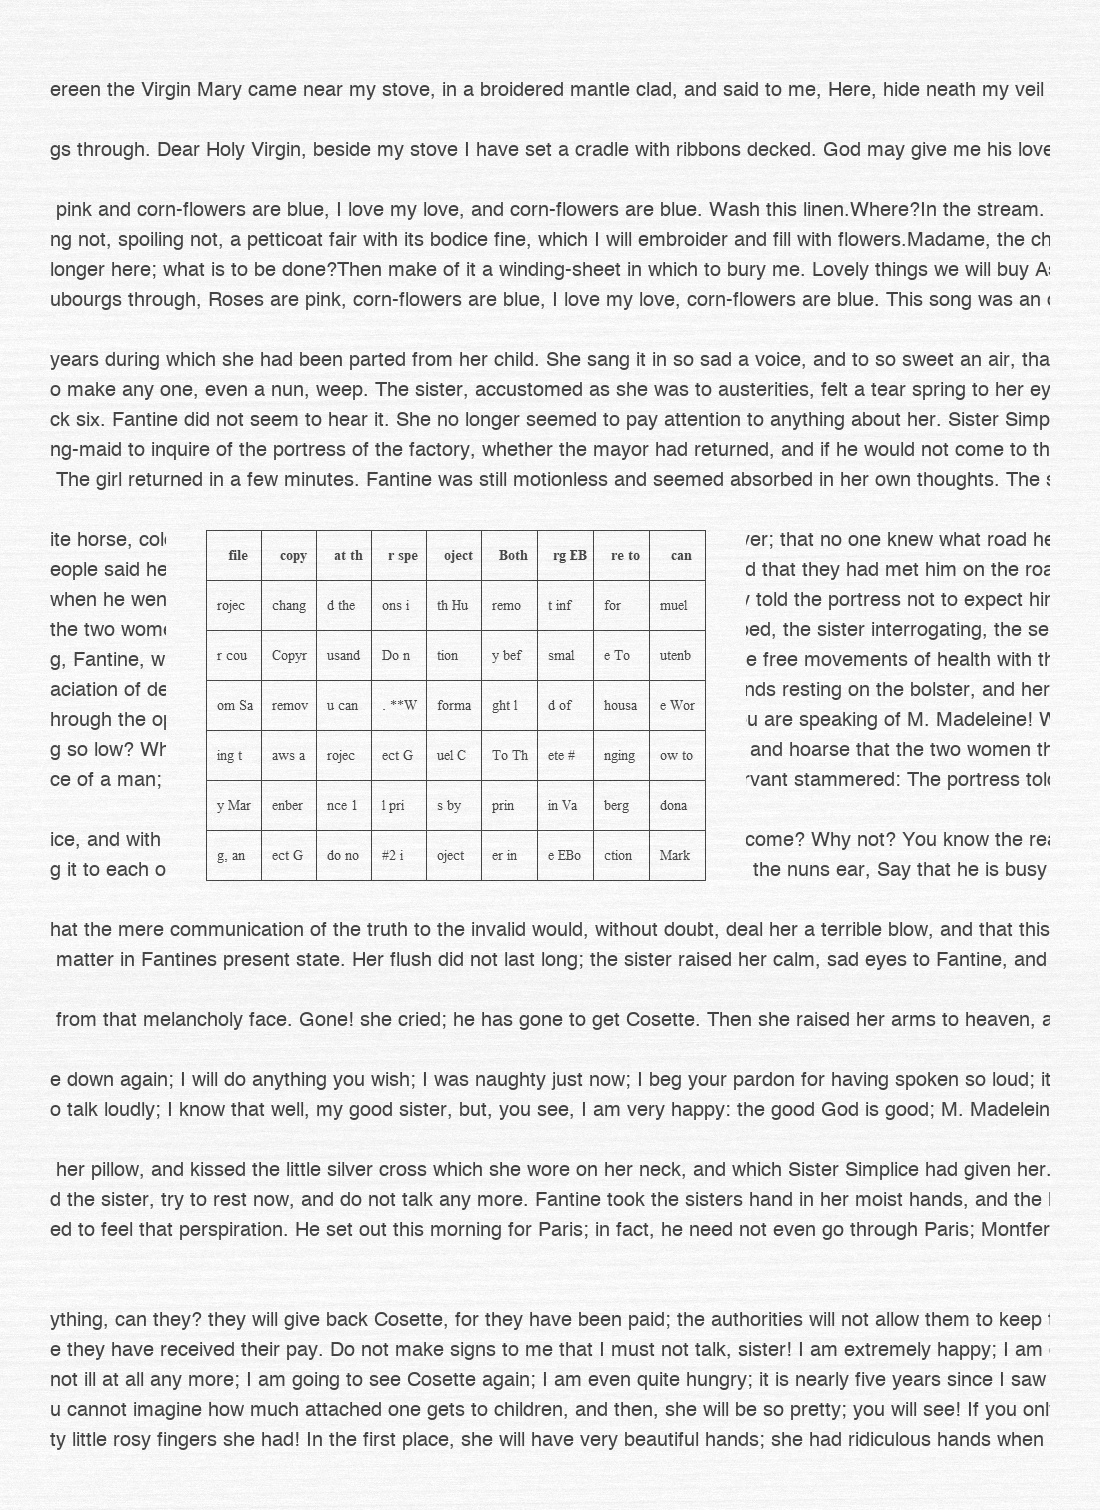 ereen the Virgin Mary came near my stove, in a broidered mantle clad, and said to me, Here, hide neath my veil
gs through. Dear Holy Virgin, beside my stove I have set a cradle with ribbons decked. God may give me his love
pink and corn-flowers are blue, I love my love, and corn-flowers are blue. Wash this linen.Where?In the stream.
ng not, spoiling not, a petticoat fair with its bodice fine, which I will embroider and fill with flowers.Madame, the ch
longer here; what is to be done?Then make of it a winding-sheet in which to bury me. Lovely things we will buy
ubourgs through, Roses are pink, corn-flowers are blue, I love my love, corn-flowers are blue. This song was an
years during which she had been parted from her child. She sang it in so sad a voice, and to so sweet an air, tha
o make any one, even a nun, weep. The sister, accustomed as she was to austerities, felt a tear spring to her ey
ck six. Fantine did not seem to hear it. She no longer seemed to pay attention to anything about her. Sister Simp
ng-maid to inquire of the portress of the factory, whether the mayor had returned, and if he would not come to th
The girl returned in a few minutes. Fantine was still motionless and seemed absorbed in her own thoughts. The
ite horse, col
eople said he
when he wen
the two wom
g, Fantine, w
aciation of de
hrough the op
g so low? Wh
ce of a man;
ice, and with
g it to each o
file copy at th r spe oject Both rg EB re to can
rojec chang d the ons i th Hu remo t inf for muel
r cou Copyr usand Do n tion y bef smal e To utenb
om Sa remov u can . **W forma ght l d of housa e Wor
ing t aws a rojec ect G uel C To Th ete # nging ow to
y Mar enber nce 1 l pri s by prin in Va berg dona
g, an ect G do no #2 i oject er in e EBo ction Mark
ver; that no one knew what road he
d that they had met him on the roa
told the portress not to expect him
bed, the sister interrogating, the se
e free movements of health with th
nds resting on the bolster, and her
u are speaking of M. Madeleine! W
and hoarse that the two women th
rvant stammered: The portress told
come? Why not? You know the rea
the nuns ear, Say that he is busy
hat the mere communication of the truth to the invalid would, without doubt, deal her a terrible blow, and that this
matter in Fantines present state. Her flush did not last long; the sister raised her calm, sad eyes to Fantine, and
from that melancholy face. Gone! she cried; he has gone to get Cosette. Then she raised her arms to heaven, a
e down again; I will do anything you wish; I was naughty just now; I beg your pardon for having spoken so loud; it
o talk loudly; I know that well, my good sister, but, you see, I am very happy: the good God is good; M. Madelein
her pillow, and kissed the little silver cross which she wore on her neck, and which Sister Simplice had given her.
d the sister, try to rest now, and do not talk any more. Fantine took the sisters hand in her moist hands, and the
ed to feel that perspiration. He set out this morning for Paris; in fact, he need not even go through Paris; Montfer
ything, can they? they will give back Cosette, for they have been paid; the authorities will not allow them to keep
e they have received their pay. Do not make signs to me that I must not talk, sister! I am extremely happy; I am
not ill at all any more; I am going to see Cosette again; I am even quite hungry; it is nearly five years since I saw
u cannot imagine how much attached one gets to children, and then, she will be so pretty; you will see! If you onl
ty little rosy fingers she had! In the first place, she will have very beautiful hands; she had ridiculous hands when